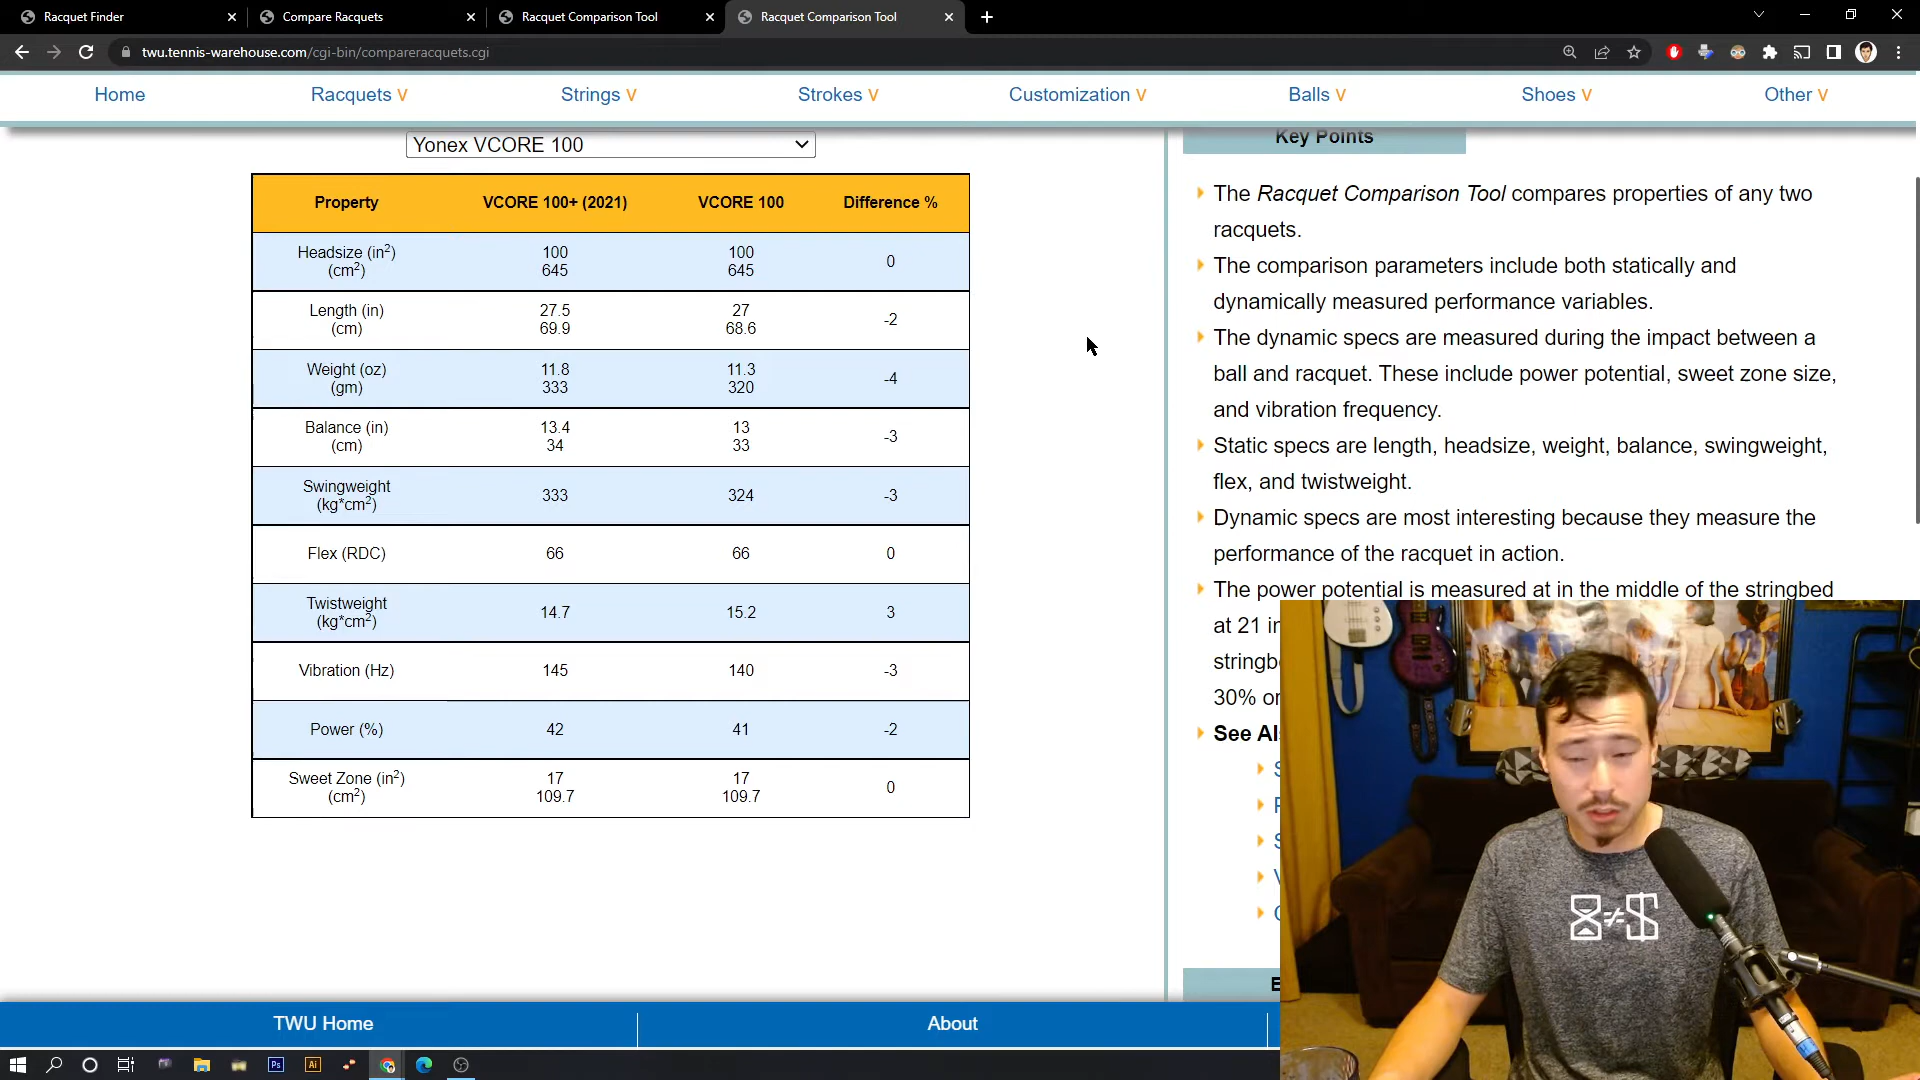 Racquet Finder
Compare Racquets
Racquet Comparison Tool
Racquet Comparison Tool
twu.tennis-warehouse.com/cgi-bin/compareracquets.cgi
Home Racquets V Strings V Strokes V Customization V Balls V Shoes V Other V
Yonex VCORE 100
Property VCORE 100+ (2021) VCORE 100 Difference %
Headsize (in²) 100 100 0
(cm²) 645 645
Length (in) 27.5 27 -2
(cm) 69.9 68.6
Weight (oz) 11.8 11.3 -4
(gm) 333 320
Balance (in) 13.4 13 -3
(cm) 34 33
Swingweight 333 324 -3
(kg*cm²)
Flex (RDC) 66 66 0
Twistweight 14.7 15.2 3
(kg*cm²)
Vibration (Hz) 145 140 -3
Power (%) 42 41 -2
Sweet Zone (in²) 17 17 0
(cm²) 109.7 109.7
Key Points
The Racquet Comparison Tool compares properties of any two
racquets.
The comparison parameters include both statically and
dynamically measured performance variables.
The dynamic specs are measured during the impact between a
ball and racquet. These include power potential, sweet zone size,
and vibration frequency.
Static specs are length, headsize, weight, balance, swingweight,
flex, and twistweight.
Dynamic specs are most interesting because they measure the
performance of the racquet in action.
The power potential is measured at in the middle of the stringbed
at 21
30%
See
TWU Home
About
Ps
Ai